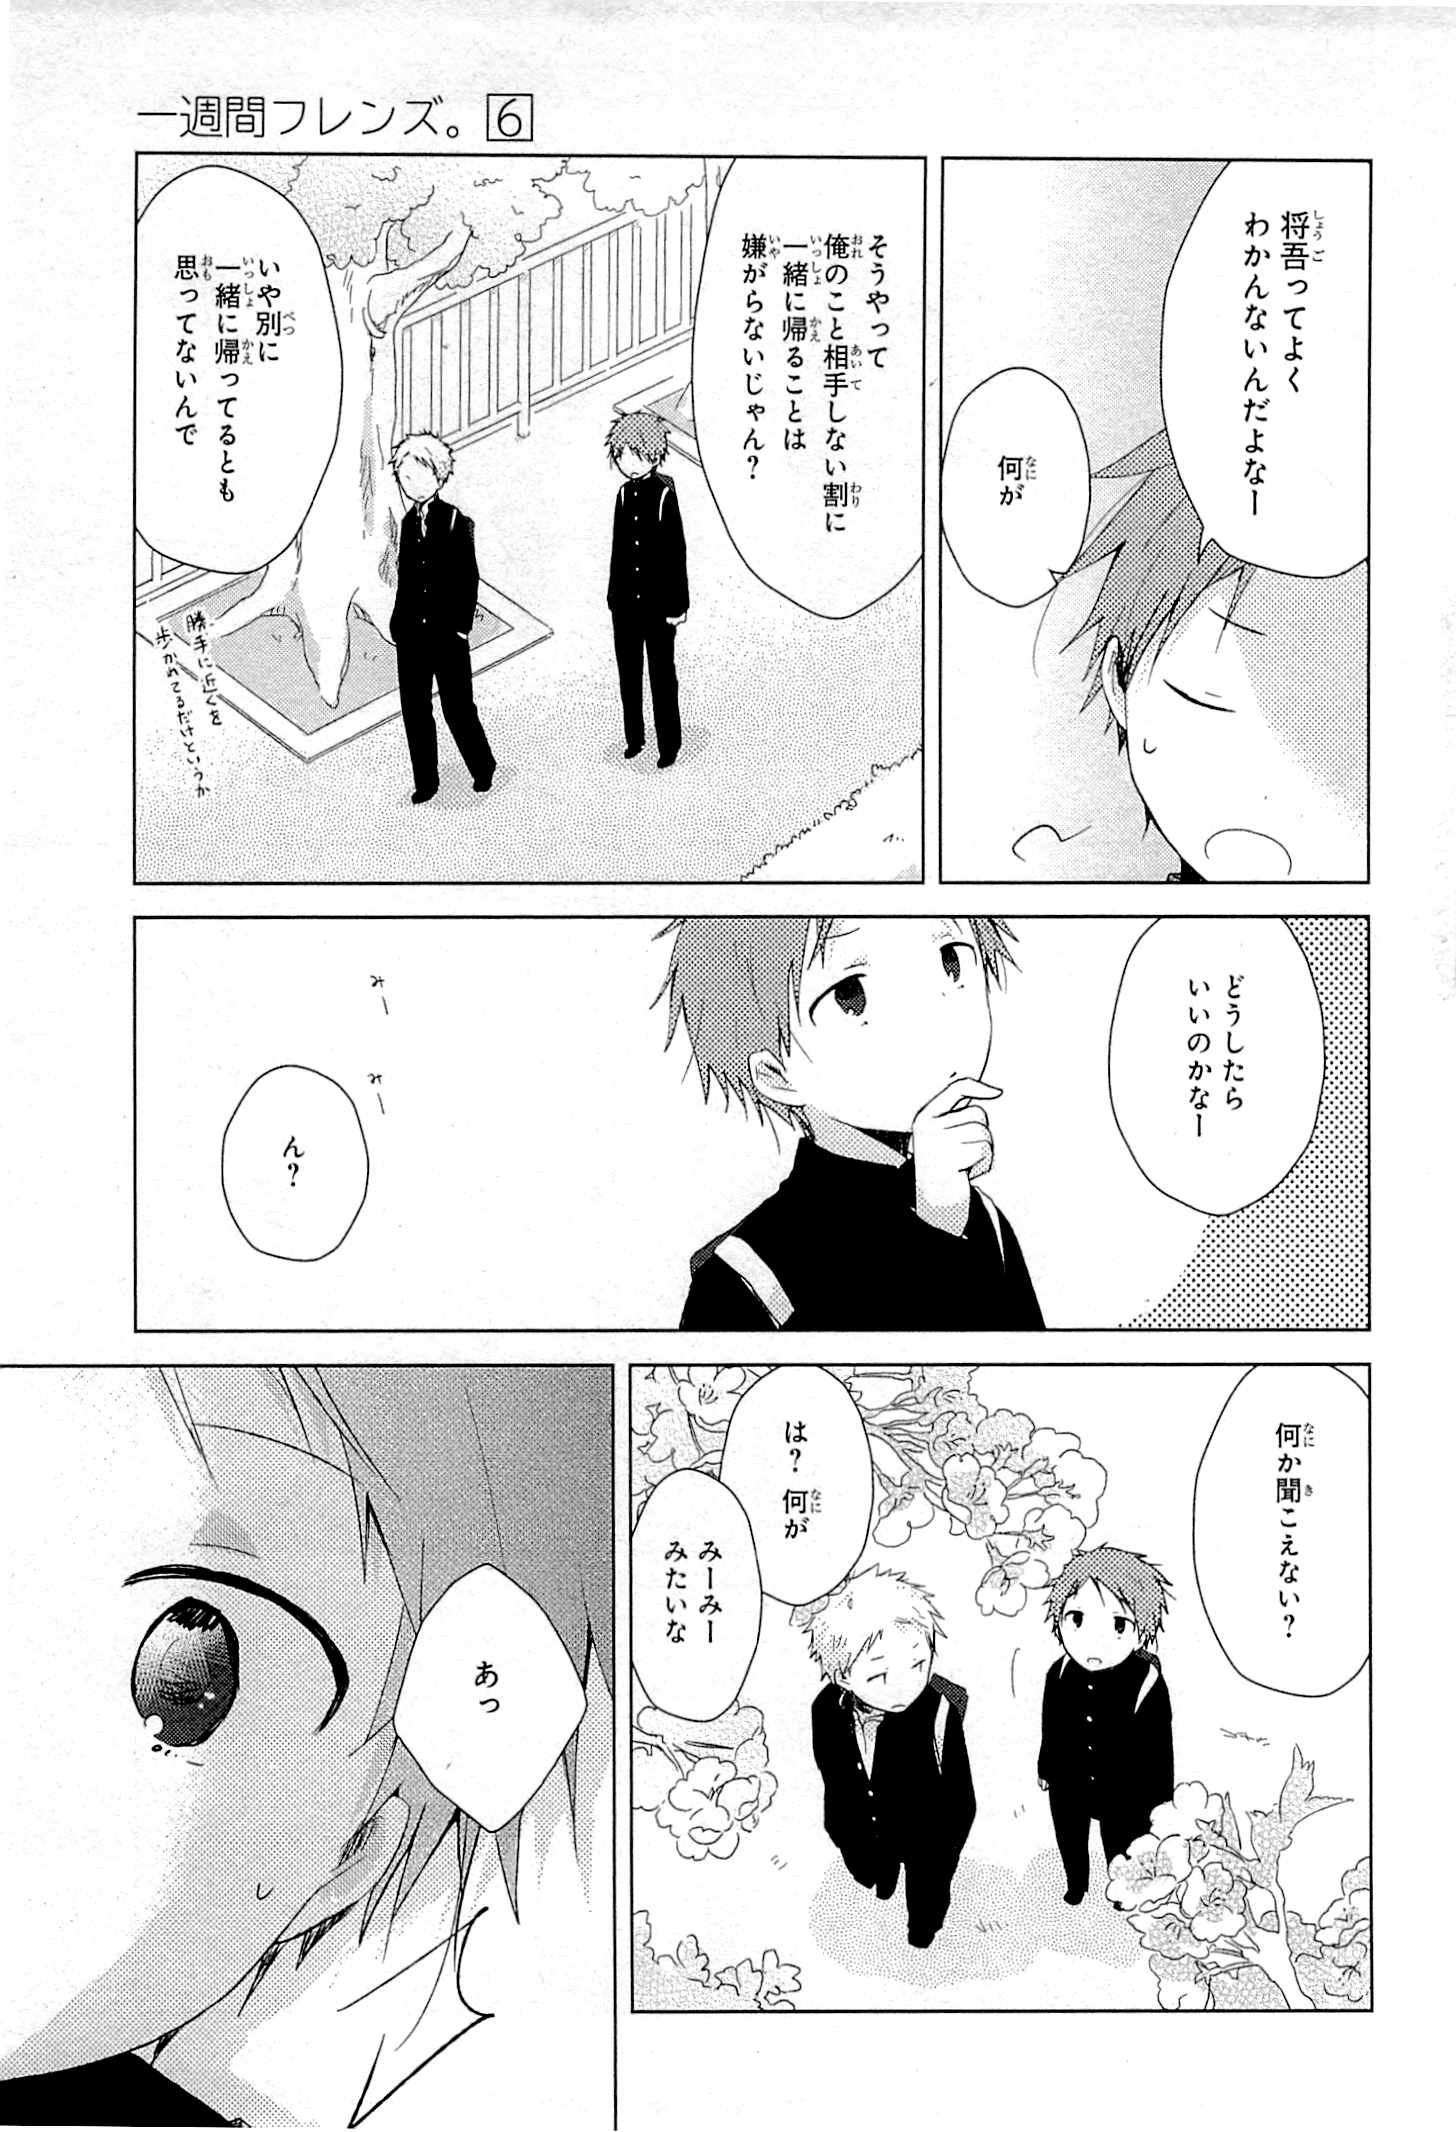 一週間フレンズ。6
将吾ってよく
わかんないんだよなー
何が
そうやって
俺のこと相手しない割に
一緒に帰ることは
嫌がらないじゃん?
いや別に
一緒に帰ってるとも
思ってないんで
勝手に近くを
歩かれてるだけというか
どうしたら
いいのかなー
みー
みー
ん?
何か聞こえない?
は?何が
みーみー
みたいな
あっ